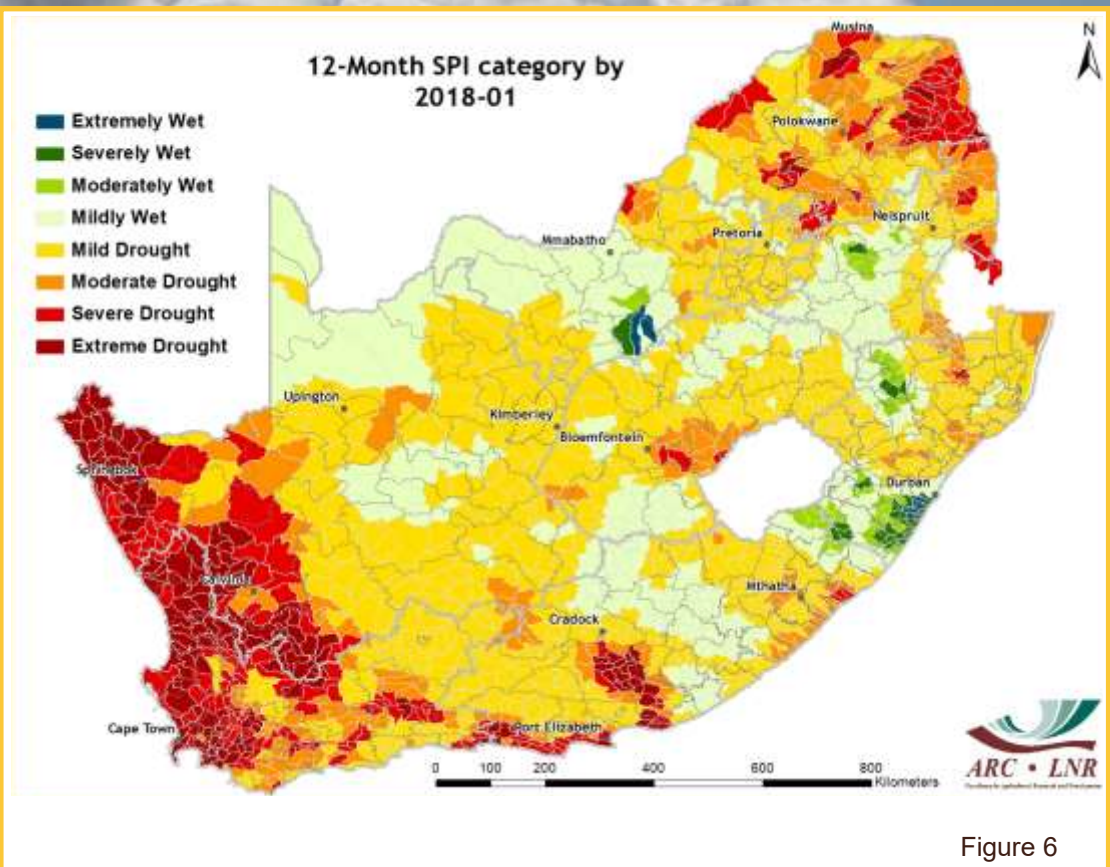 12-Month SPI category by
2018-01
N
Extremely Wet
Severely Wet
Moderately Wet
Mildly Wet
Mild Drought
Moderate Drought
Severe Drought
Extreme Drought
Musina
Polokwane
Nelspruit
Pretoria
Mmabatho
Upington
Kimberley
Bloemfontein
Springbok
Durban
Calvinia
Mthatha
Cradock
Cape Town
Port Elizabeth
0 100 200 400 600 800
Kilometers
ARC • LNR
Figure 6